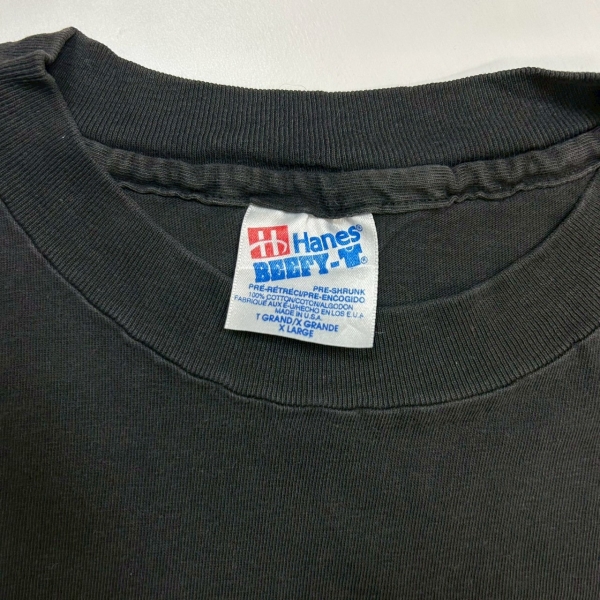 Hanes®
BEEFY-T®
PRE-SHRUNK
PRÉ-RÉTRÉCI/PRE-ENCOGIDO
100% COTTON/COTON/ALGODON
FABRIQUÉ AUX É-U/HECHO EN LOS E.U.A.
MADE IN U.S.A.
T GRAND/X GRANDE
X LARGE